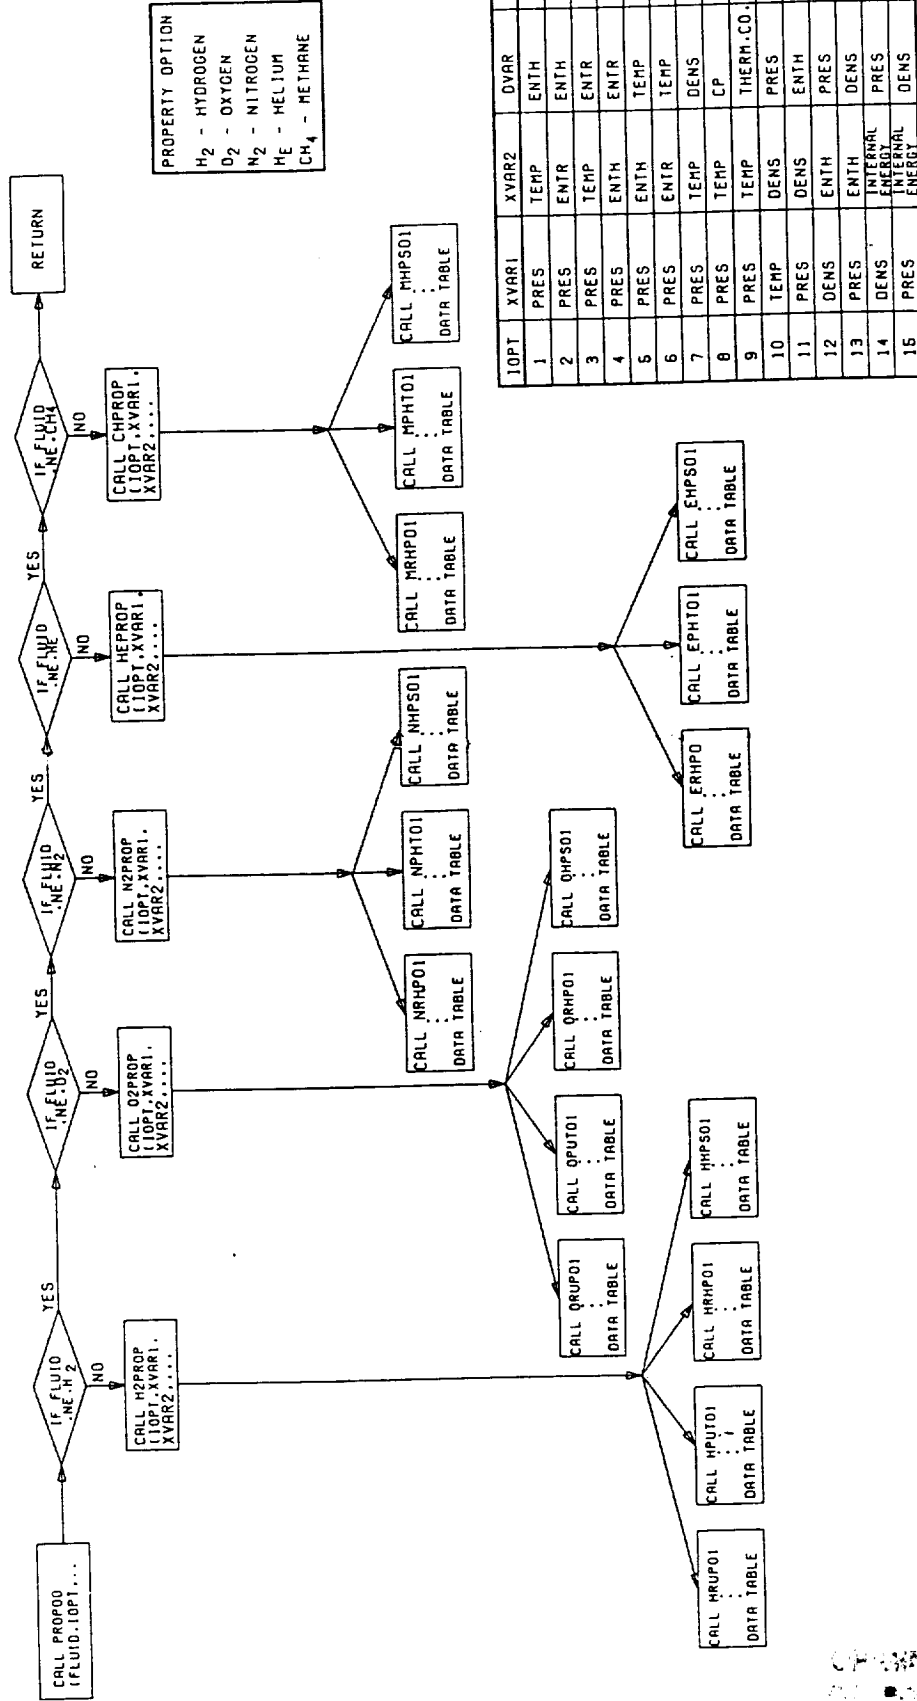 CALL PROPOO
(FLUID,IOPT,...
IF FLUID
.NE.H2
YES
NO
CALL H2PROP
(IOPT,XVAR1,
XVAR2,...
CALL HRUP01
DATA TABLE
CALL HPUT01
DATA TABLE
CALL HRHP01
DATA TABLE
CALL HHPS01
DATA TABLE
IF FLUID
.NE.O2
YES
NO
CALL O2PROP
(IOPT,XVAR1,
XVAR2,...
CALL ORUP01
DATA TABLE
CALL OPUT01
DATA TABLE
CALL ORHP01
DATA TABLE
CALL OHPS01
DATA TABLE
IF FLUID
.NE.N2
YES
NO
CALL N2PROP
(IOPT,XVAR1,
XVAR2,...
CALL NRHP01
DATA TABLE
CALL NPHT01
DATA TABLE
CALL NHPS01
DATA TABLE
IF FLUID
.NE.HE
YES
NO
CALL HEPROP
(IOPT,XVAR1,
XVAR2,...
CALL ERHPO
DATA TABLE
CALL EPHT01
DATA TABLE
CALL EHPS01
DATA TABLE
IF FLUID
.NE.CH4
NO
CALL CHPROP
(IOPT,XVAR1,
XVAR2,...
CALL MRHP01
DATA TABLE
CALL MPHT01
DATA TABLE
CALL MHPS01
DATA TABLE
RETURN
PROPERTY OPTION
H2 - HYDROGEN
O2 - OXYGEN
N2 - NITROGEN
HE - HELIUM
CH4 - METHANE
IOPT XVAR1 XVAR2 DVAR
1 PRES TEMP ENTH
2 PRES ENTR ENTH
3 PRES TEMP ENTR
4 PRES ENTH ENTR
5 PRES ENTH TEMP
6 PRES ENTR TEMP
7 PRES TEMP DENS
8 PRES TEMP CP
9 PRES TEMP THERM.CO.
10 TEMP DENS PRES
11 PRES DENS ENTH
12 DENS ENTH PRES
13 PRES ENTH DENS
14 DENS INTERNAL ENERGY PRES
15 PRES INTERNAL ENERGY DENS